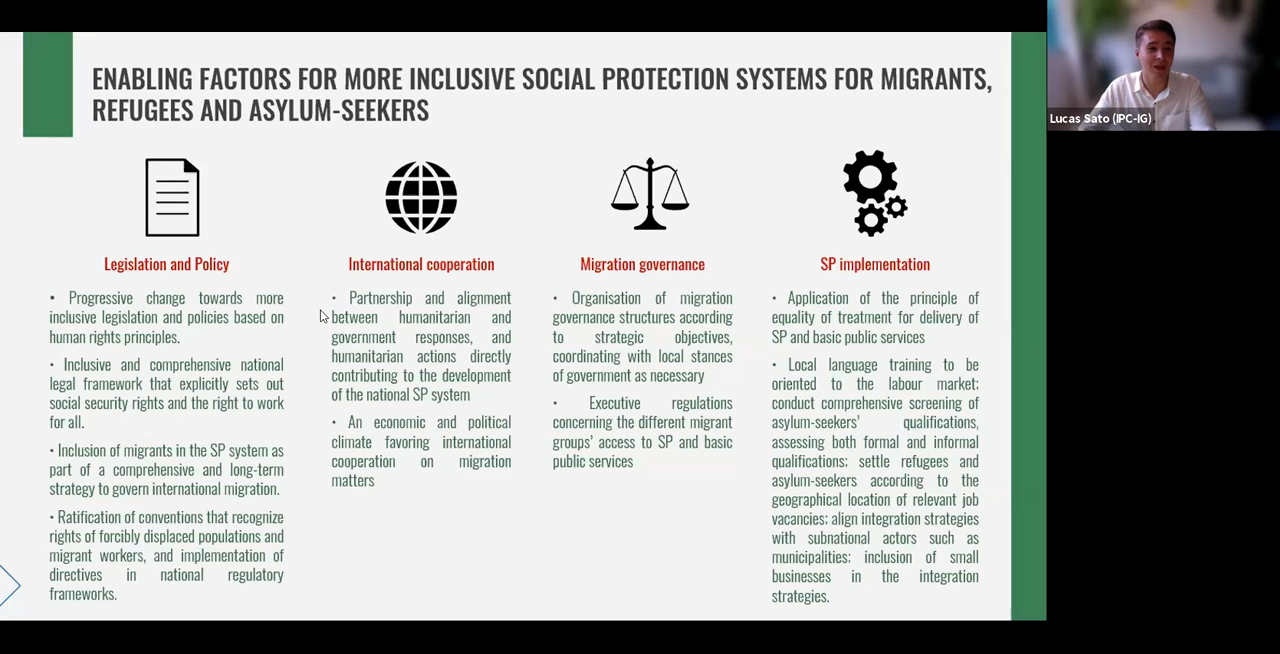 ENABLING FACTORS FOR MORE INCLUSIVE SOCIAL PROTECTION SYSTEMS FOR MIGRANTS,
REFUGEES AND ASYLUM-SEEKERS
Lucas Sato (IPC-IG)
Legislation and Policy
• Progressive change towards more
inclusive legislation and policies based on
human rights principles.
• Inclusive and comprehensive national
legal framework that explicitly sets out
social security rights and the right to work
for all.
• Inclusion of migrants in the SP system as
part of a comprehensive and long-term
strategy to govern international migration.
• Ratification of conventions that recognize
rights of forcibly displaced populations and
migrant workers, and implementation of
directives in national regulatory
frameworks.
International cooperation
• Partnership and alignment
between humanitarian and
government responses, and
humanitarian actions directly
contributing to the development
of the national SP system
• An economic and political
climate favoring international
cooperation on migration
matters
Migration governance
• Organisation of migration
governance structures according
to strategic objectives,
coordinating with local stances
of government as necessary
• Executive regulations
concerning the different migrant
groups’ access to SP and basic
public services
SP implementation
• Application of the principle of
equality of treatment for delivery of
SP and basic public services
• Local language training to be
oriented to the labour market;
conduct comprehensive screening of
asylum-seekers’ qualifications,
assessing both formal and informal
qualifications; settle refugees and
asylum-seekers according to the
geographical location of relevant job
vacancies; align integration strategies
with subnational actors such as
municipalities; inclusion of small
businesses in the integration
strategies.